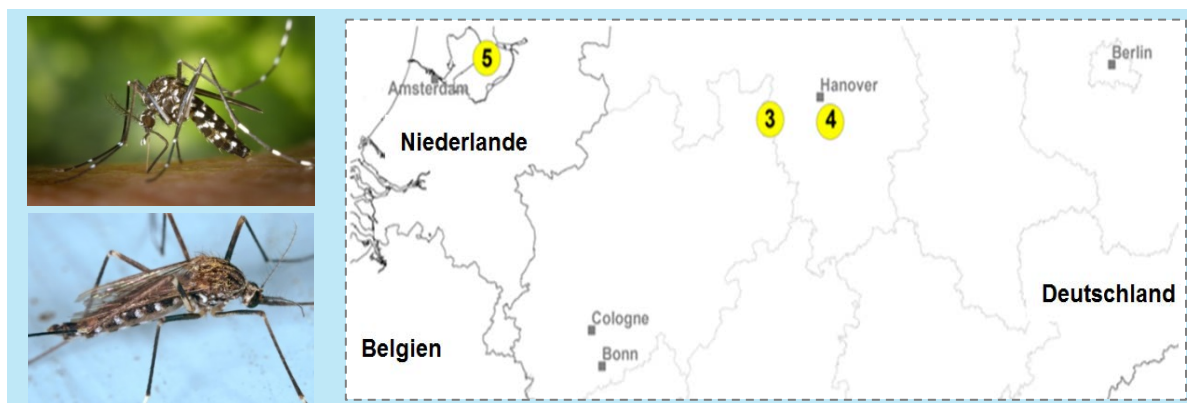 5
Amsterdam
Niederlande
Hanover
3
4
Berlin
Cologne
Bonn
Belgien
Deutschland